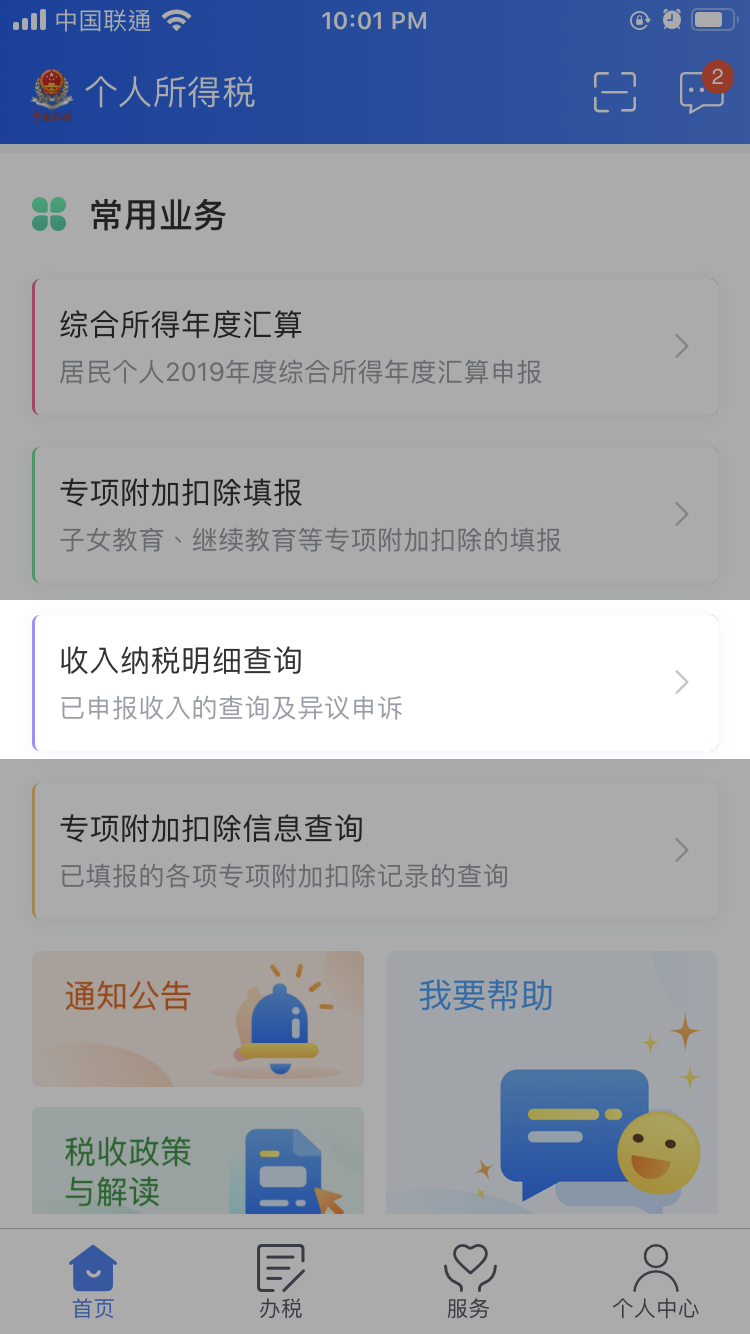 中国联通
10:01 PM
个人所得税
2
常用业务
综合所得年度汇算
居民个人2019年度综合所得年度汇算申报
专项附加扣除填报
子女教育、继续教育等专项附加扣除的填报
收入纳税明细查询
已申报收入的查询及异议申诉
专项附加扣除信息查询
已填报的各项专项附加扣除记录的查询
通知公告
我要帮助
税收政策
与解读
首页
办税
服务
个人中心